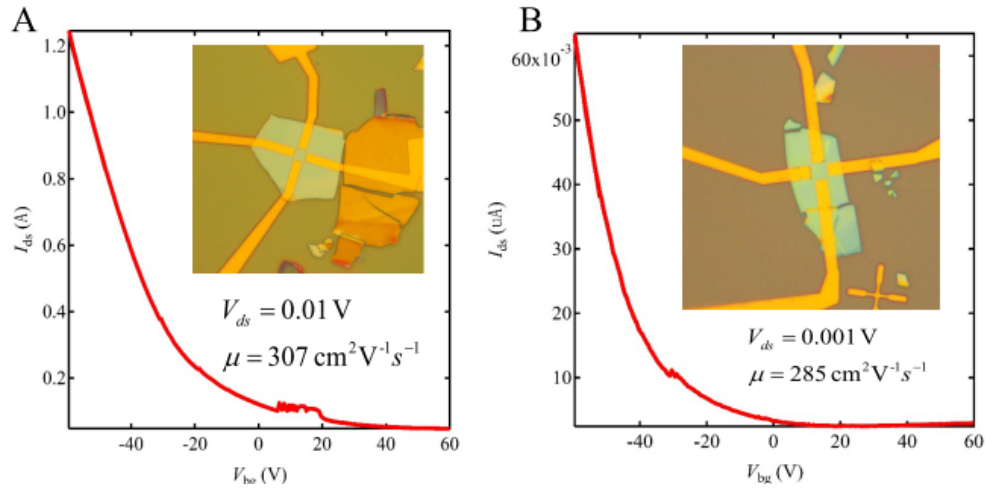 A
1.2
1.0
0.8
0.6
0.4
0.2
I_ds (A)
V_ds = 0.01 V
μ = 307 cm²V⁻¹s⁻¹
-40 -20 0 20 40 60
V_bg (V)
B
60x10⁻³
50
40
30
20
10
I_ds (uA)
V_ds = 0.001 V
μ = 285 cm²V⁻¹s⁻¹
-40 -20 0 20 40 60
V_bg (V)